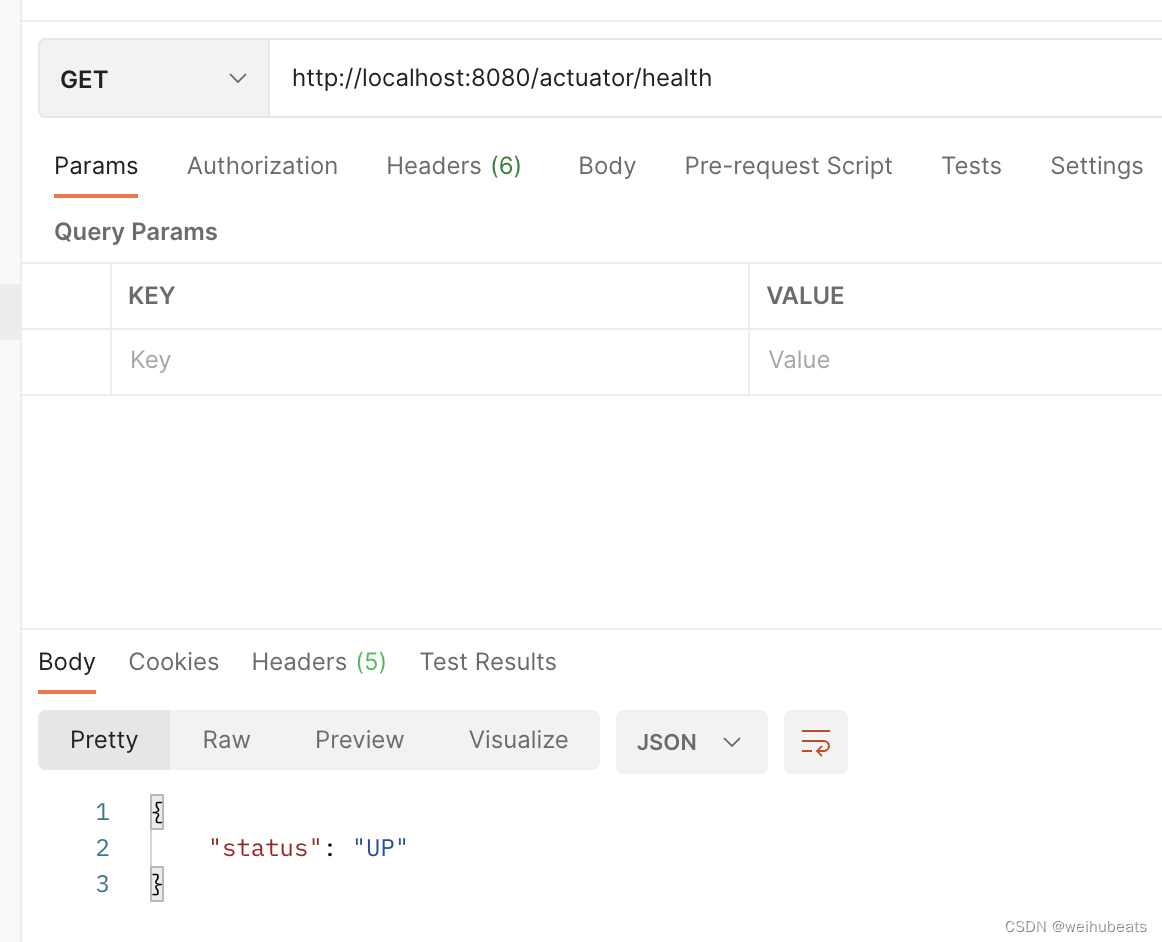 GET http://localhost:8080/actuator/health
Params Authorization Headers (6) Body Pre-request Script Tests Settings
Query Params
KEY VALUE
Key Value
Body Cookies Headers (5) Test Results
Pretty Raw Preview Visualize JSON
1 {
2 "status": "UP"
3 }
CSDN @weihubeats